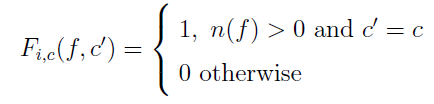 F_{i,c}(f, c') = { 1, n(f) > 0 and c' = c
0 otherwise